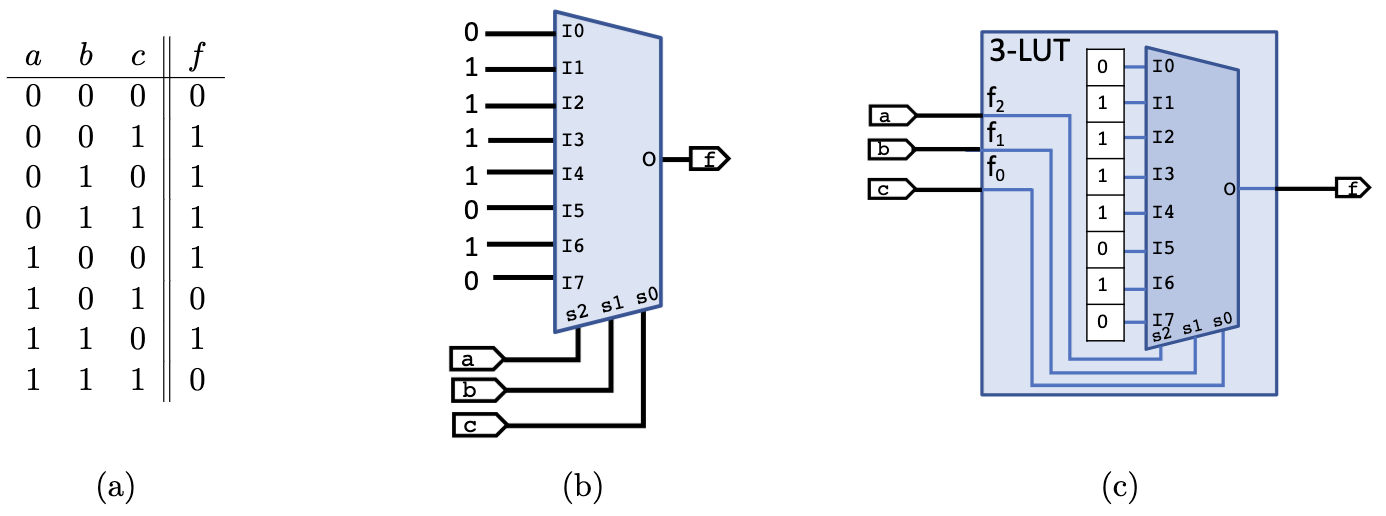 a b c f
0 0 0 0
0 0 1 1
0 1 0 1
0 1 1 1
1 0 0 1
1 0 1 0
1 1 0 1
1 1 1 0
(a)
0 I0
1 I1
1 I2
1 I3
1 I4
0 I5
1 I6
0 I7
O f
s2 s1 s0
a
b
c
(b)
3-LUT
a f2
b f1
c f0
0 I0
1 I1
1 I2
1 I3
1 I4
0 I5
1 I6
0 I7
O f
s2 s1 s0
(c)